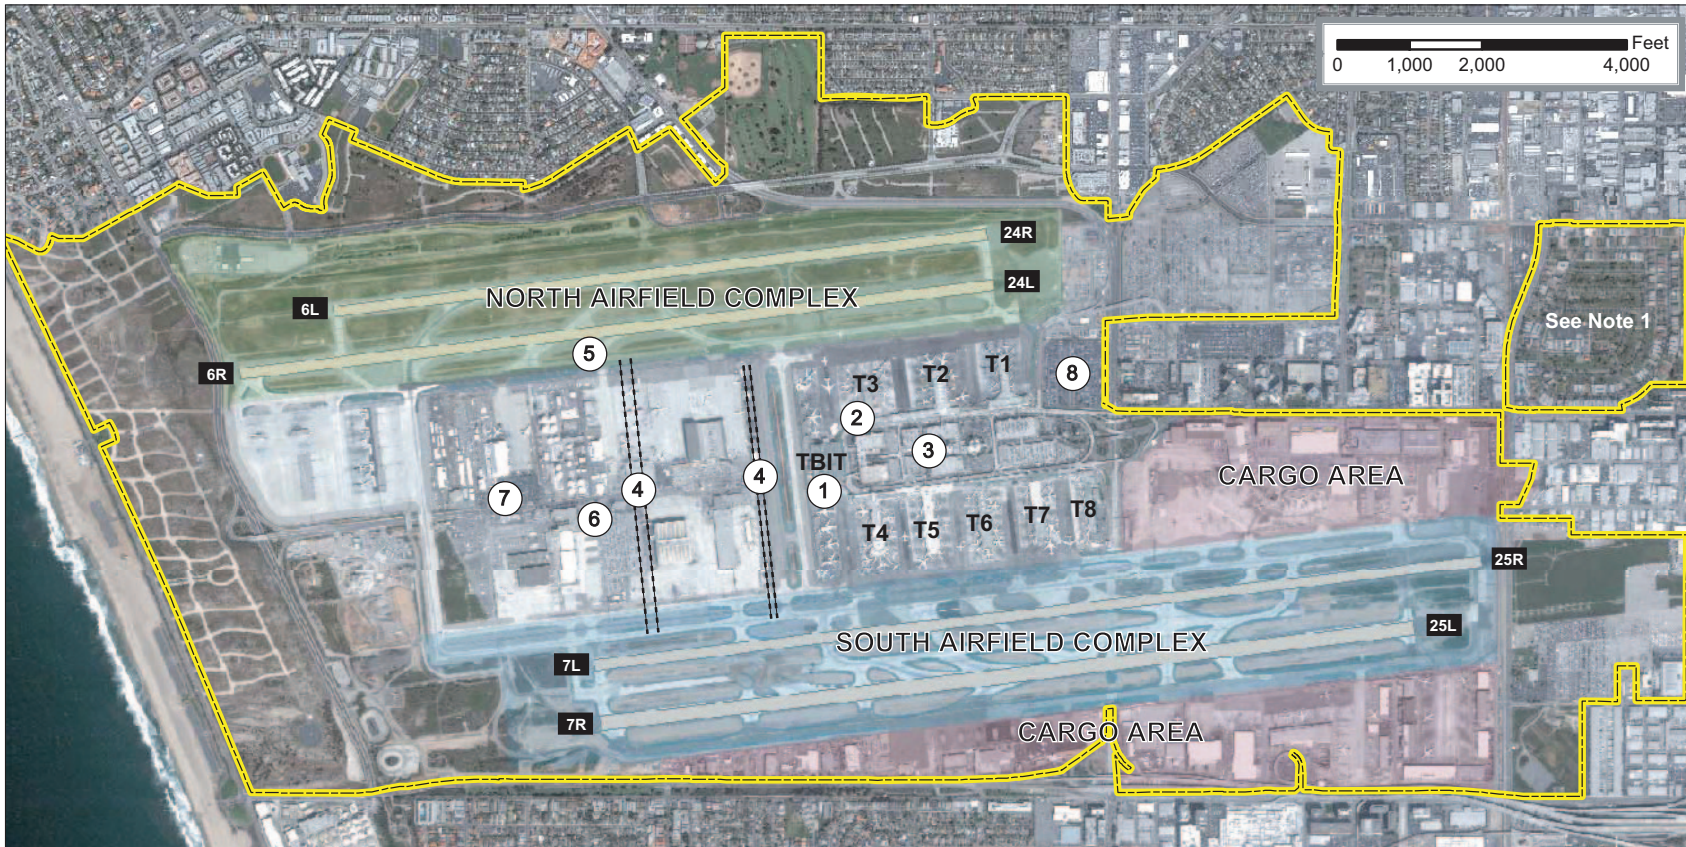 Feet
0 1,000 2,000 4,000
24R
24L
6L
NORTH AIRFIELD COMPLEX
See Note 1
6R
5
T3
T2
T1
8
2
3
TBIT
CARGO AREA
7
4
4
1
6
T4
T5
T6
T7
T8
25R
25L
SOUTH AIRFIELD COMPLEX
7L
7R
CARGO AREA